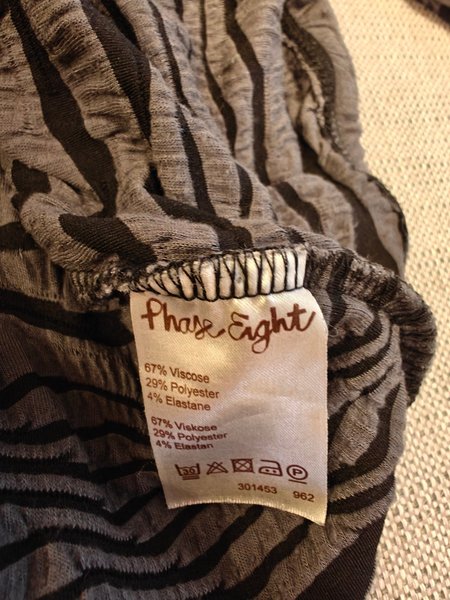 Phase Eight
67% Viscose
29% Polyester
4% Elastane
67% Viskose
29% Polyester
4% Elastan
30 P
301453 962